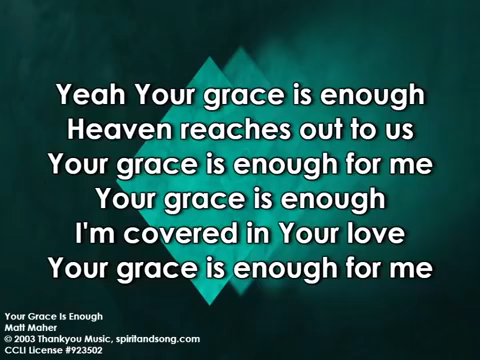 Yeah Your grace is enough
Heaven reaches out to us
Your grace is enough for me
Your grace is enough
I'm covered in Your love
Your grace is enough for me
Your Grace Is Enough
Matt Maher
© 2003 Thankyou Music, spiritandsong.com
CCLI License #923502